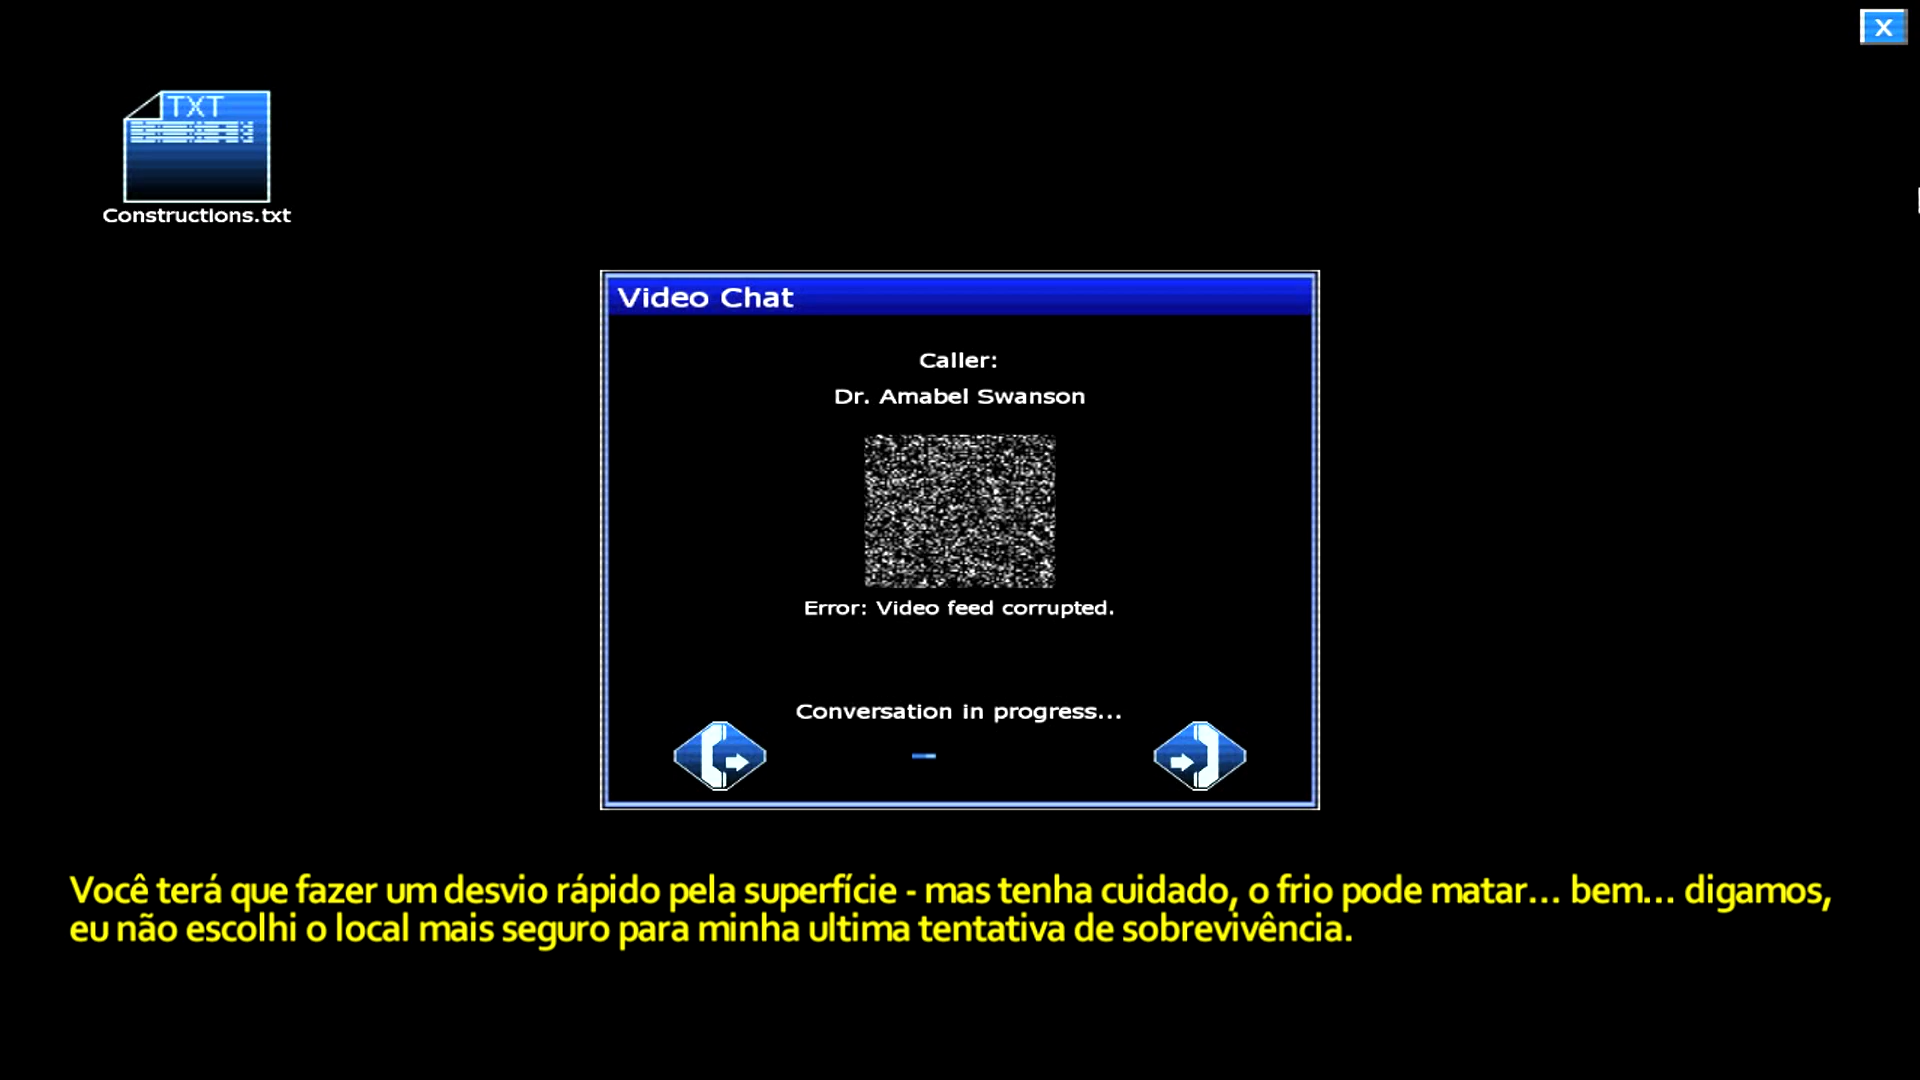 X
TXT
Constructions.txt
Video Chat
Caller:
Dr. Amabel Swanson
Error: Video feed corrupted.
Conversation in progress...
Você terá que fazer um desvio rápido pela superfície - mas tenha cuidado, o frio pode matar... bem... digamos,
eu não escolhi o local mais seguro para minha ultima tentativa de sobrevivência.